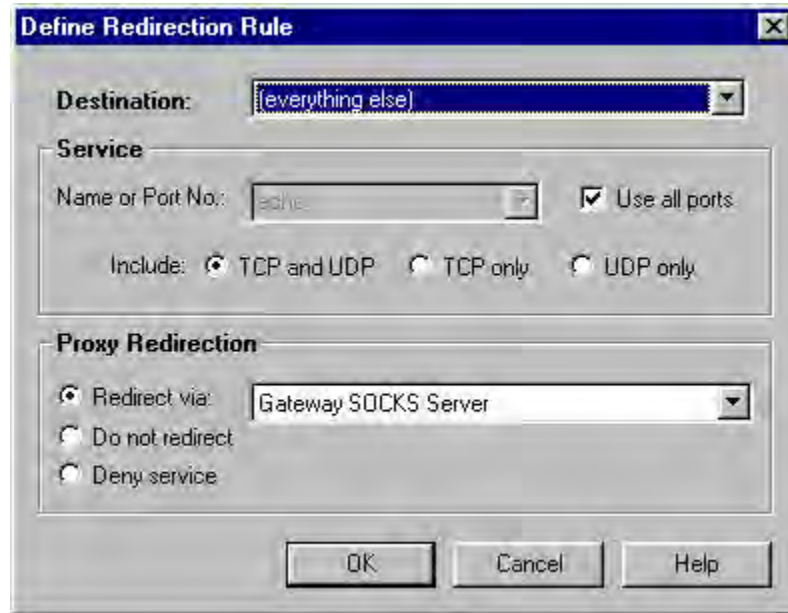 Define Redirection Rule
Destination: (everything else)
Service
Name or Port No.: echo Use all ports
Include: TCP and UDP TCP only UDP only
Proxy Redirection
Redirect via: Gateway SOCKS Server
Do not redirect
Deny service
OK Cancel Help